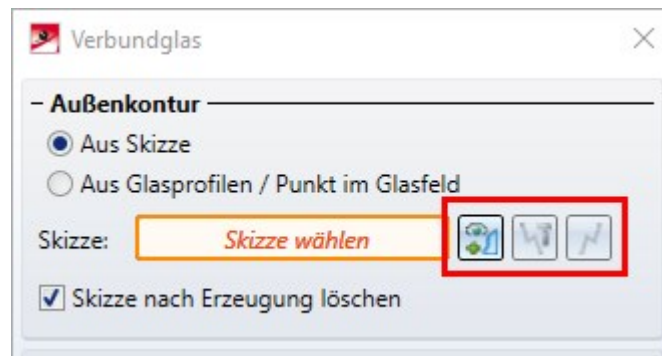 Verbundglas
Außenkontur
Aus Skizze
Aus Glasprofilen / Punkt im Glasfeld
Skizze: Skizze wählen
Skizze nach Erzeugung löschen